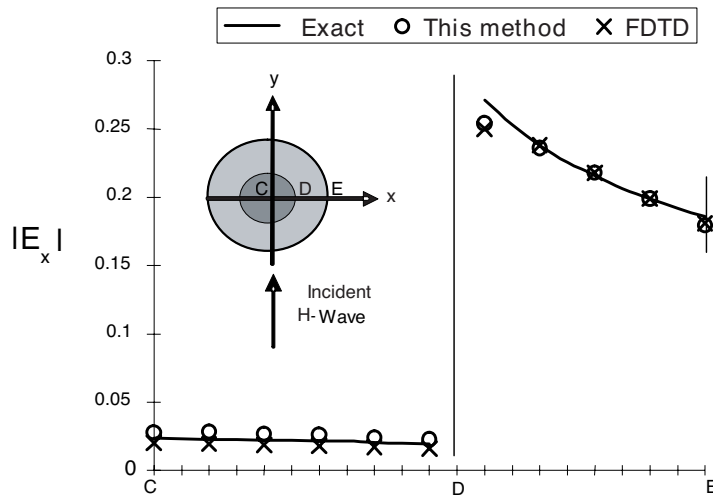 Exact This method FDTD
0.3
0.25
0.2
0.15
0.1
0.05
0
|E_x|
y
C D E
x
Incident
H-Wave
C D E